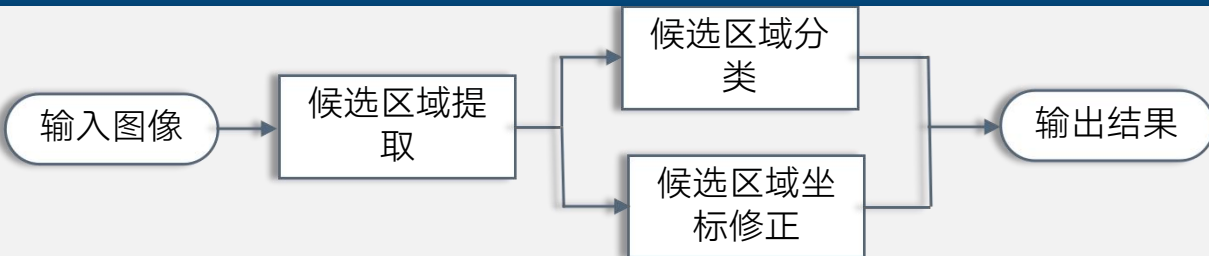 输入图像
候选区域提
取
候选区域分
类
候选区域坐
标修正
输出结果